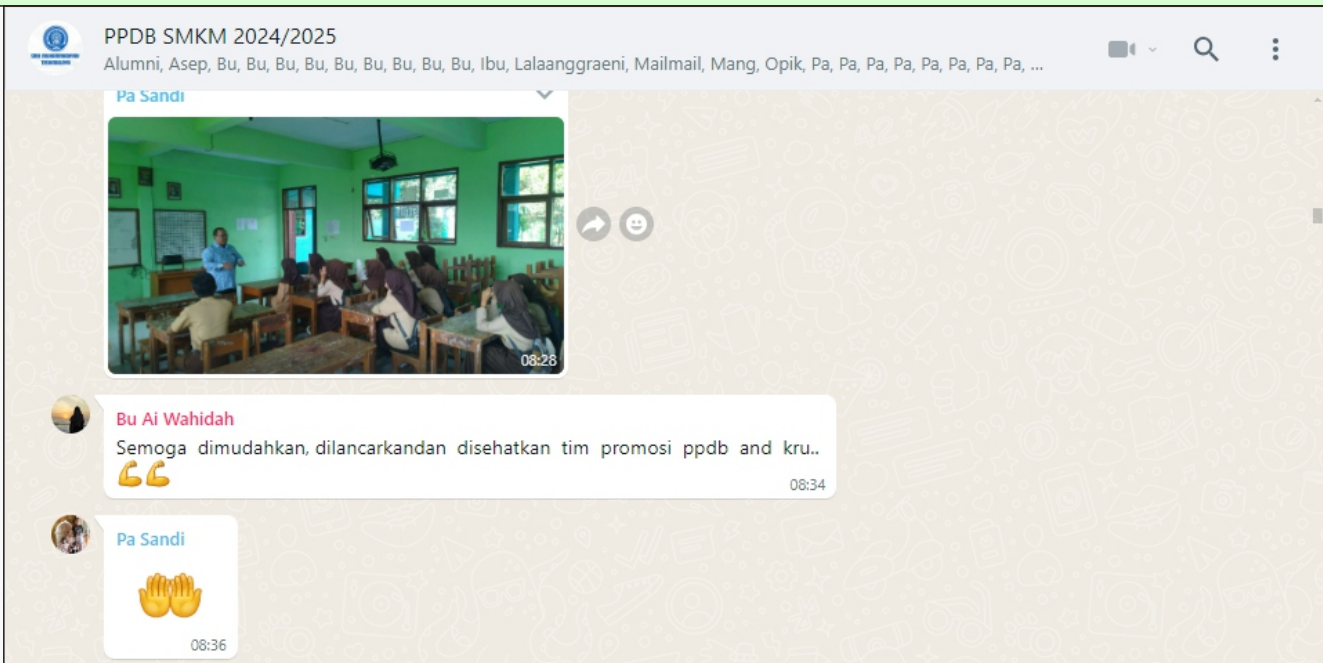 PPDB SMKM 2024/2025
Alumni, Asep, Bu, Bu, Bu, Bu, Bu, Bu, Bu, Bu, Bu, Ibu, Lalaanggraeni, Mailmail, Mang, Opik, Pa, Pa, Pa, Pa, Pa, Pa, Pa, Pa, ...
Pa Sandi
08:28
Bu Ai Wahidah
Semoga dimudahkan, dilancarkandan disehatkan tim promosi ppdb and kru..
💪💪
08:34
Pa Sandi
🤲
08:36